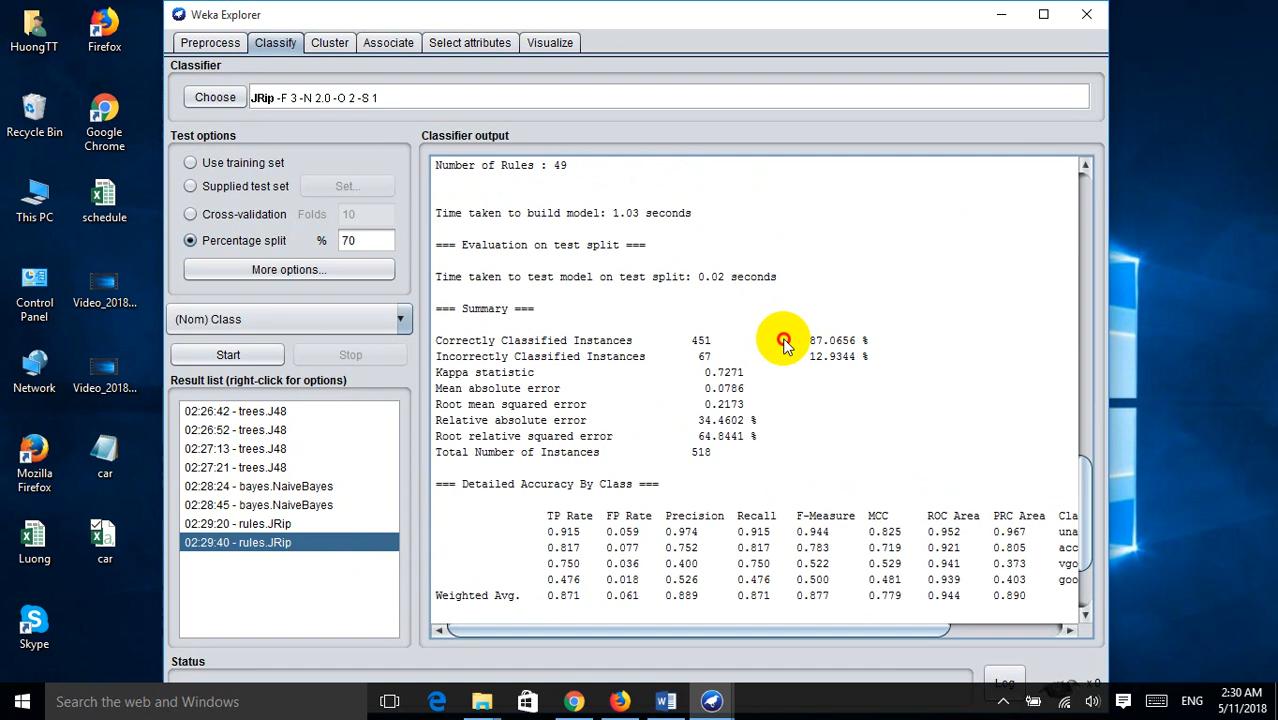 Weka Explorer
HuongTT
Firefox
Recycle Bin
Google
Chrome
This PC
schedule
Control
Panel
Video_2018...
Network
Video_2018...
Mozilla
Firefox
car
Luong
car
Skype
Preprocess Classify Cluster Associate Select attributes Visualize
Classifier
Choose JRip -F 3 -N 2.0 -O 2 -S 1
Test options
Use training set
Supplied test set Set...
Cross-validation Folds 10
Percentage split % 70
More options...
(Nom) Class
Start Stop
Result list (right-click for options)
02:26:42 - trees.J48
02:26:52 - trees.J48
02:27:13 - trees.J48
02:27:21 - trees.J48
02:28:24 - bayes.NaiveBayes
02:28:45 - bayes.NaiveBayes
02:29:20 - rules.JRip
02:29:40 - rules.JRip
Classifier output
Number of Rules : 49
Time taken to build model: 1.03 seconds
=== Evaluation on test split ===
Time taken to test model on test split: 0.02 seconds
=== Summary ===
Correctly Classified Instances 451 87.0656 %
Incorrectly Classified Instances 67 12.9344 %
Kappa statistic 0.7271
Mean absolute error 0.0786
Root mean squared error 0.2173
Relative absolute error 34.4602 %
Root relative squared error 64.8441 %
Total Number of Instances 518
=== Detailed Accuracy By Class ===
TP Rate FP Rate Precision Recall F-Measure MCC ROC Area PRC Area Cla
0.915 0.059 0.974 0.915 0.944 0.825 0.952 0.967 una
0.817 0.077 0.752 0.817 0.783 0.719 0.921 0.805 acc
0.750 0.036 0.400 0.750 0.522 0.529 0.941 0.373 vgo
0.476 0.018 0.526 0.476 0.500 0.481 0.939 0.403 goo
Weighted Avg. 0.871 0.061 0.889 0.871 0.877 0.779 0.944 0.890
Status
Log x 0
Search the web and Windows
ENG
2:30 AM
5/11/2018